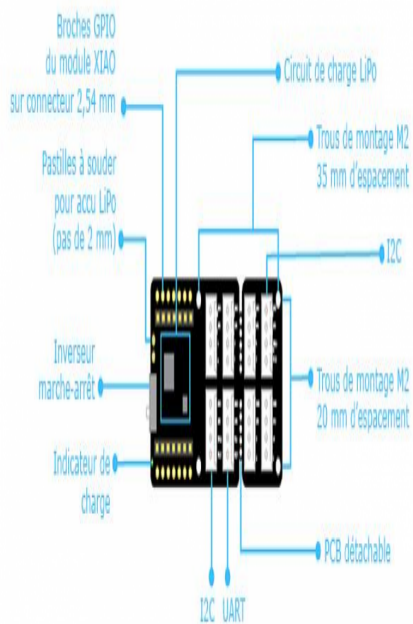 Broches GPIO
du module XIAO
sur connecteur 2,54 mm
Circuit de charge LiPo
Trous de montage M2
35 mm d'espacement
Pastilles à souder
pour accu LiPo
(pas de 2 mm)
I2C
Inverseur
marche-arrêt
Trous de montage M2
20 mm d'espacement
Indicateur de
charge
PCB détachable
I2C UART